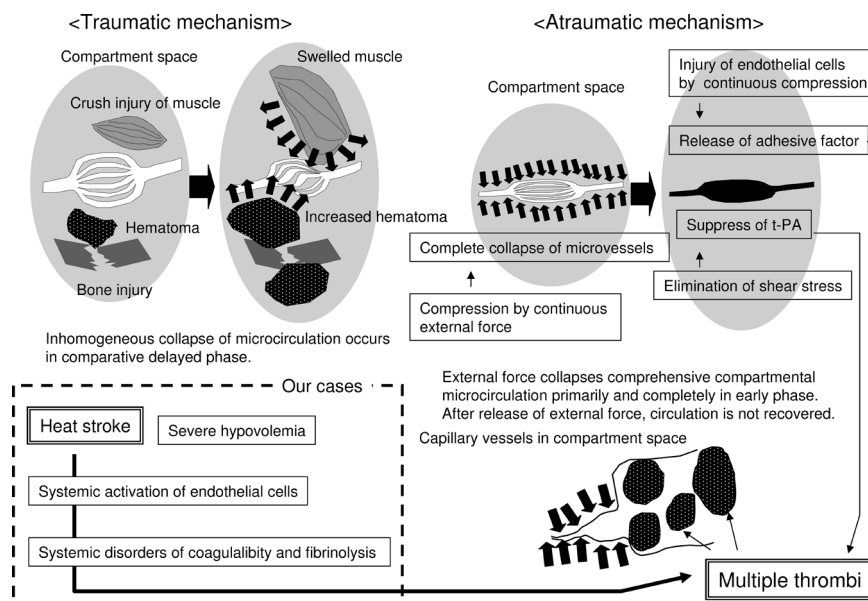 <Traumatic mechanism>
Compartment space
Crush injury of muscle
Hematoma
Bone injury
Swelled muscle
Increased hematoma
Inhomogeneous collapse of microcirculation occurs
in comparative delayed phase.
<Atraumatic mechanism>
Compartment space
Complete collapse of microvessels
Compression by continuous
external force
Injury of endothelial cells
by continuous compression
Release of adhesive factor
Suppress of t-PA
Elimination of shear stress
External force collapses comprehensive compartmental
microcirculation primarily and completely in early phase.
After release of external force, circulation is not recovered.
Capillary vessels in compartment space
Our cases
Heat stroke
Severe hypovolemia
Systemic activation of endothelial cells
Systemic disorders of coagulalibity and fibrinolysis
Multiple thrombi